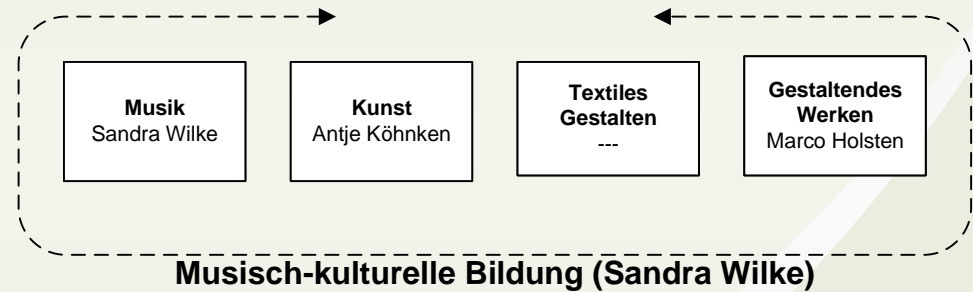 Musik
Sandra Wilke
Kunst
Antje Köhnken
Textiles
Gestalten
---
Gestaltendes
Werken
Marco Holsten
Musisch-kulturelle Bildung (Sandra Wilke)